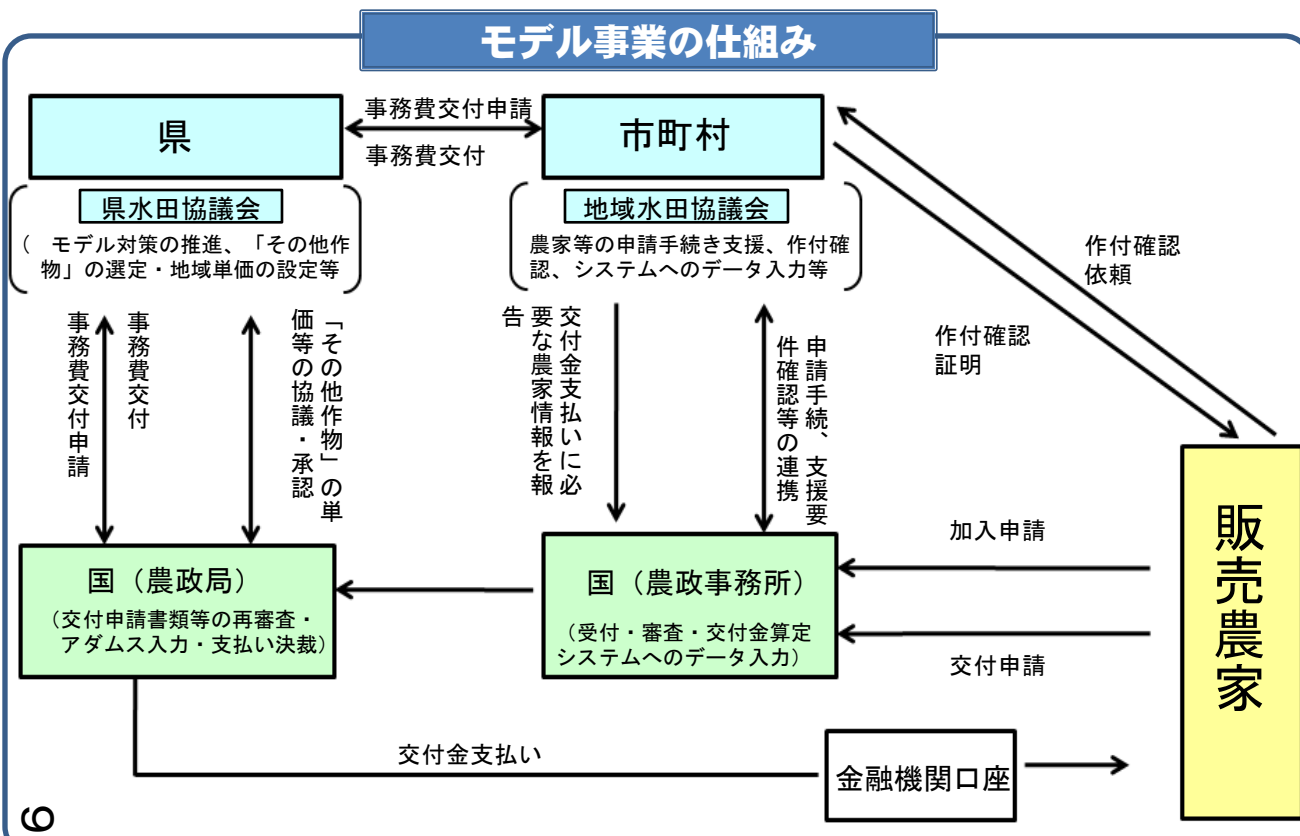 モデル事業の仕組み
県
事務費交付申請
事務費交付
市町村
県水田協議会
（　モデル対策の推進、「その他作
物」の選定・地域単価の設定等
地域水田協議会
農家等の申請手続き支援、作付確
認、システムへのデータ入力等
作付確認
依頼
作付確認
証明
事務費交付申請
事務費交付
「その他作物」の単
価等の協議・承認
交付金支払いに必
要な農家情報を報
告
申請手続、支援要
件確認等の連携
国（農政局）
（交付申請書類等の再審査・
アダムス入力・支払い決裁）
国（農政事務所）
（受付・審査・交付金算定
システムへのデータ入力）
加入申請
交付申請
販売農家
交付金支払い
金融機関口座
9